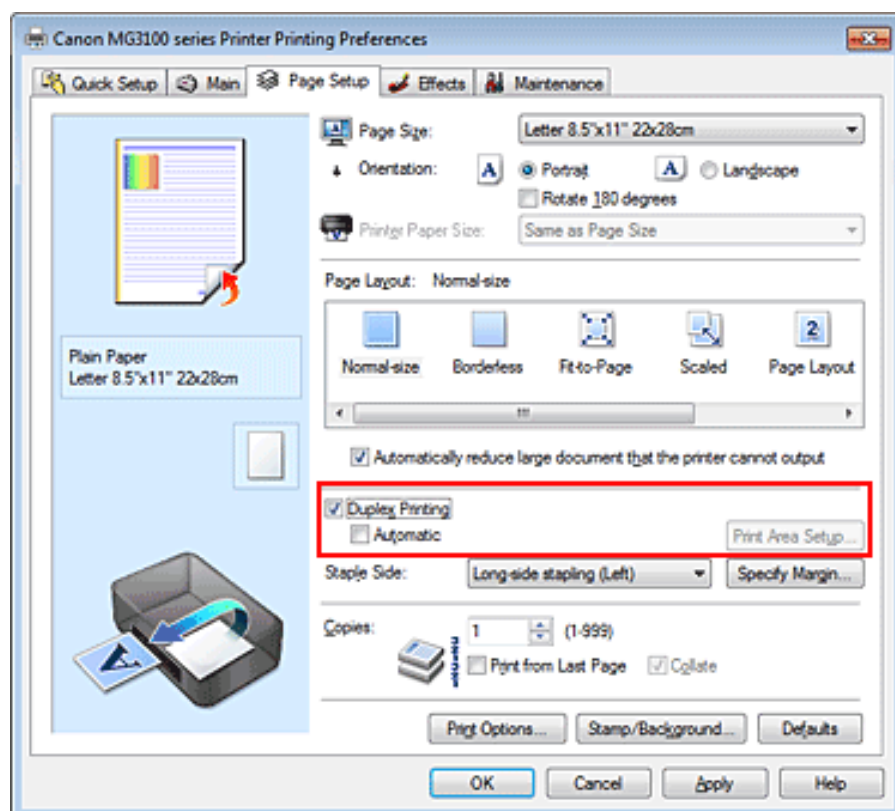 Canon MG3100 series Printer Printing Preferences
Quick Setup Main Page Setup Effects Maintenance
Page Size: Letter 8.5"x11" 22x28cm
Orientation: A Portrait A Landscape
Rotate 180 degrees
Printer Paper Size: Same as Page Size
Page Layout: Normal-size
2
Normal-size Borderless Fit-to-Page Scaled Page Layout
Plain Paper
Letter 8.5"x11" 22x28cm
Automatically reduce large document that the printer cannot output
Duplex Printing
Automatic Print Area Setup...
Staple Side: Long-side stapling (Left) Specify Margin...
Copies: 1 (1-999)
Print from Last Page Collate
A
Print Options... Stamp/Background... Defaults
OK Cancel Apply Help